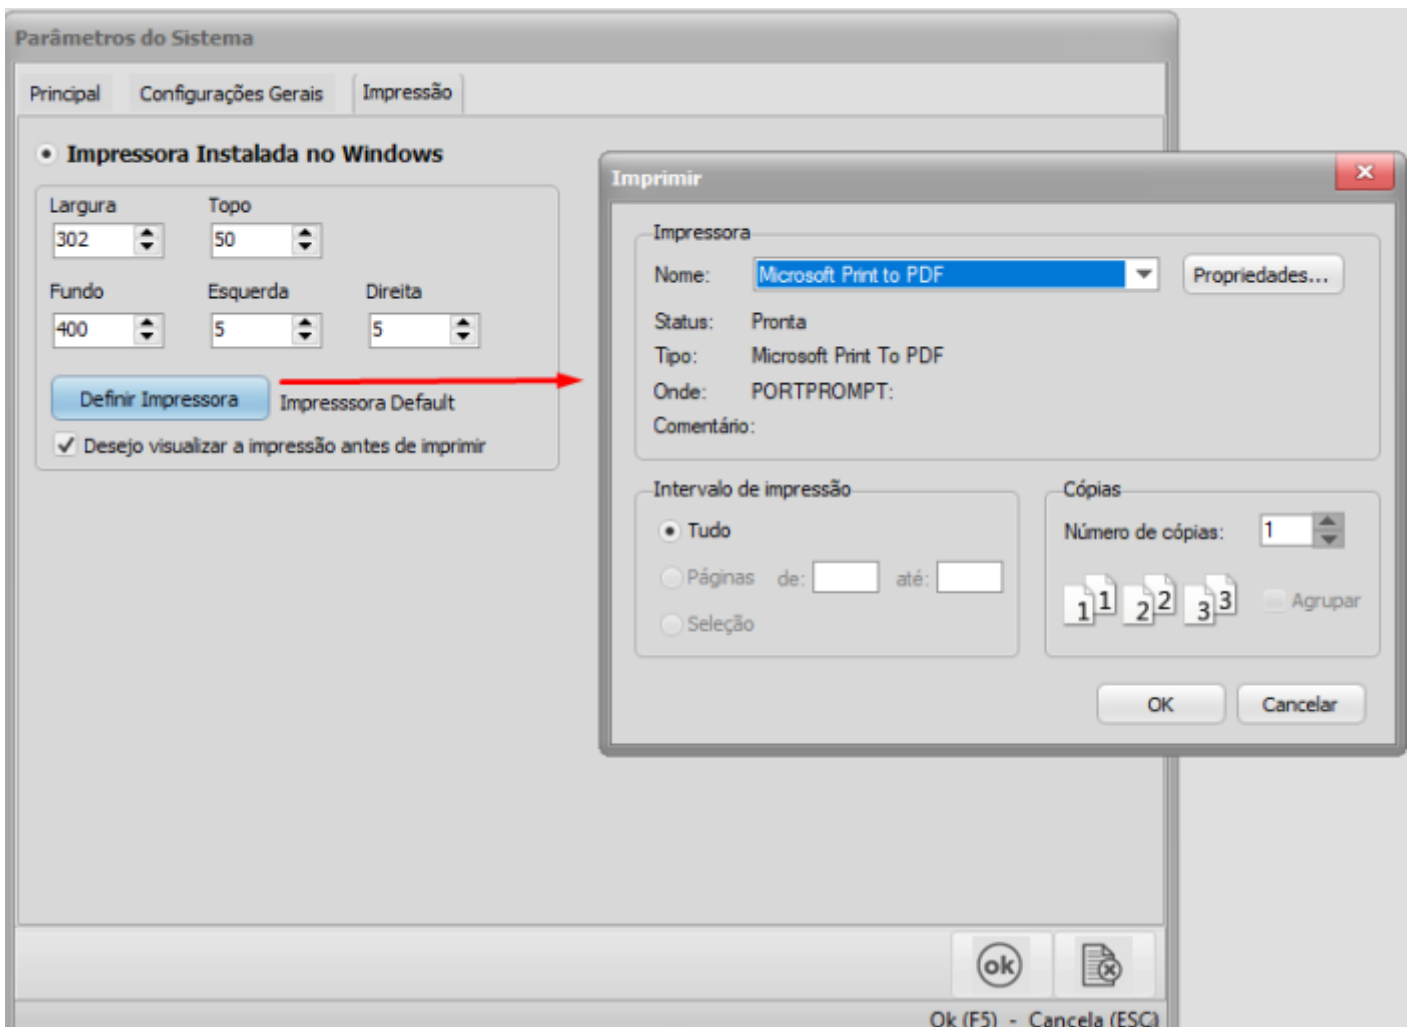 Parâmetros do Sistema
Principal Configurações Gerais Impressão
Impressora Instalada no Windows
Largura Topo
302 50
Fundo Esquerda Direita
400 5 5
Definir Impressora Impresssora Default
Desejo visualizar a impressão antes de imprimir
Imprimir
Impressora
Nome: Microsoft Print to PDF Propriedades...
Status: Pronta
Tipo: Microsoft Print To PDF
Onde: PORTPROMPT:
Comentário:
Intervalo de impressão
Tudo
Páginas de: até:
Seleção
Cópias
Número de cópias: 1
1 1 2 2 3 3 Agrupar
OK Cancelar
ok
Ok (F5) - Cancela (ESC)